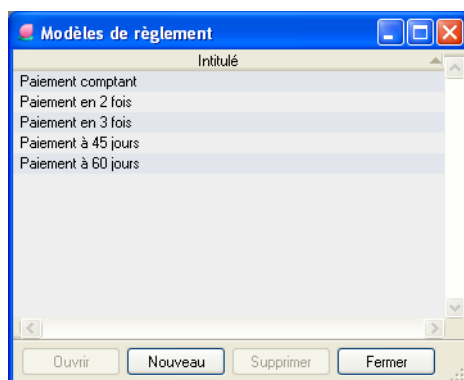 Modèles de règlement
Intitulé
Paiement comptant
Paiement en 2 fois
Paiement en 3 fois
Paiement à 45 jours
Paiement à 60 jours
Ouvrir Nouveau Supprimer Fermer